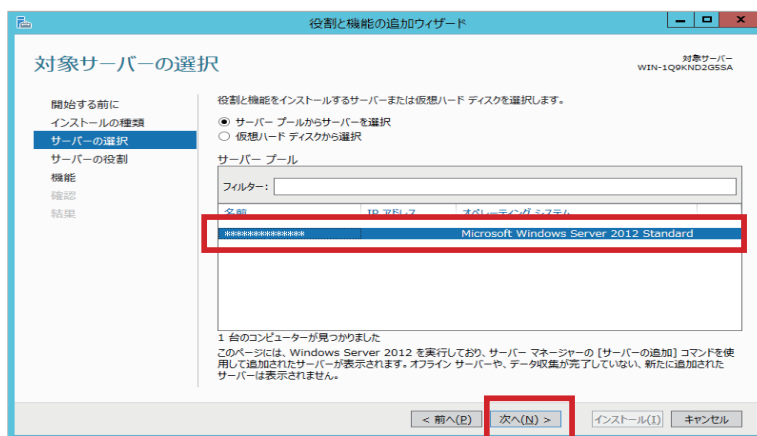 役割と機能の追加ウィザード
対象サーバーの選択
対象サーバー
WIN-1Q9KND2G5SA
開始する前に
インストールの種類
サーバーの選択
サーバーの役割
機能
確認
結果
役割と機能をインストールするサーバーまたは仮想ハード ディスクを選択します。
サーバー プールからサーバーを選択
仮想ハード ディスクから選択
サーバー プール
フィルター:
名前 IP アドレス オペレーティング システム
************** Microsoft Windows Server 2012 Standard
1 台のコンピューターが見つかりました
このページには、Windows Server 2012 を実行しており、サーバー マネージャーの [サーバーの追加] コマンドを使
用して追加されたサーバーが表示されます。オフライン サーバーや、データ収集が完了していない、新たに追加された
サーバーは表示されません。
< 前へ(P) 次へ(N) > インストール(I) キャンセル